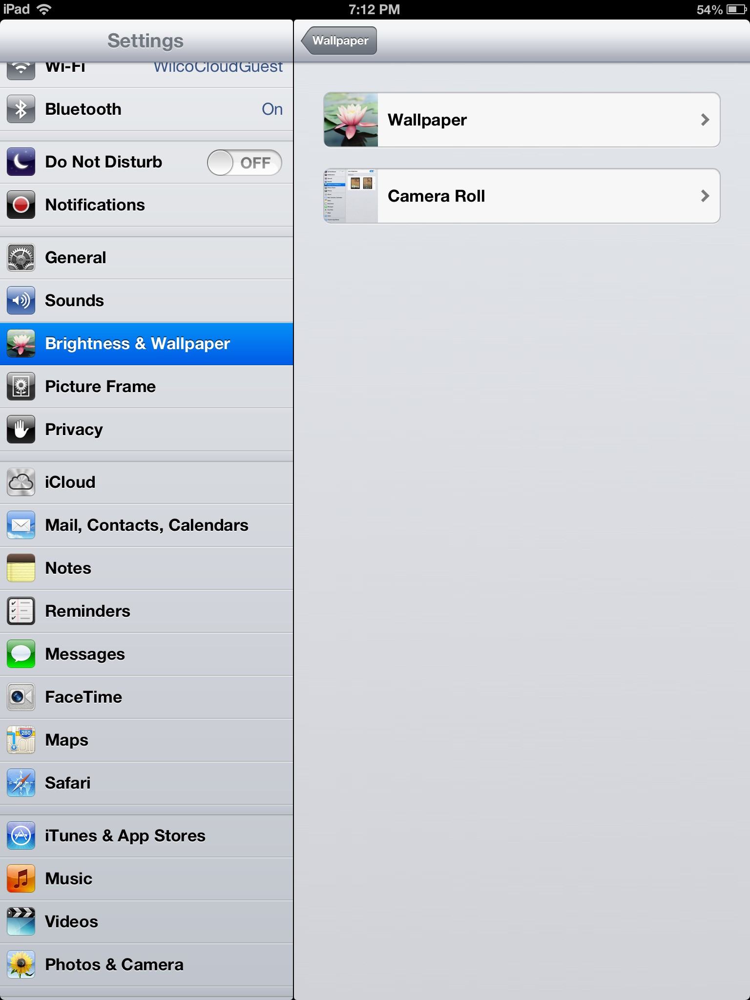 iPad 7:12 PM 54%
Settings
Wallpaper
Wi-Fi WilcoCloudGuest
Bluetooth On
Do Not Disturb OFF
Notifications
General
Sounds
Brightness & Wallpaper
Picture Frame
Privacy
iCloud
Mail, Contacts, Calendars
Notes
Reminders
Messages
FaceTime
280
Maps
Safari
iTunes & App Stores
Music
Videos
Photos & Camera
Wallpaper
Camera Roll